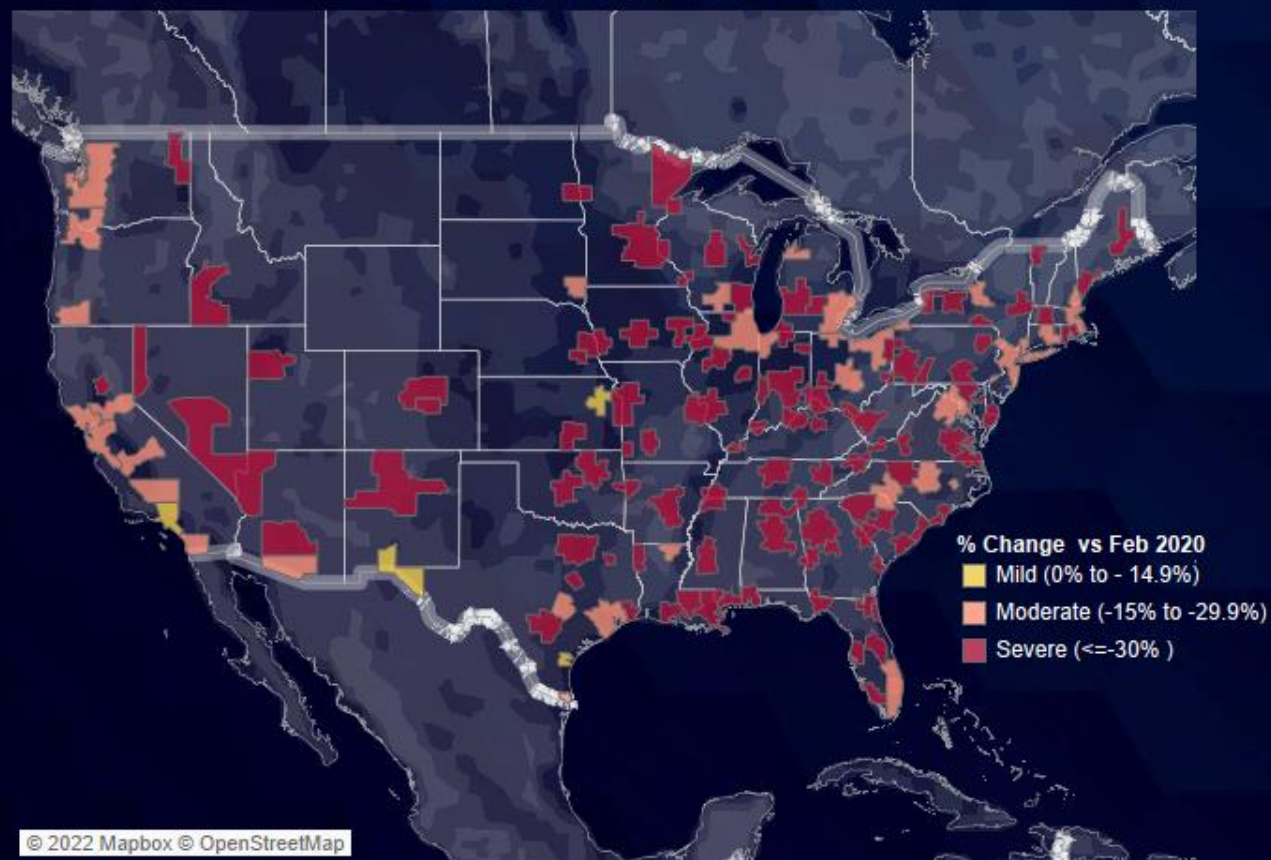 % Change vs Feb 2020
Mild (0% to - 14.9%)
Moderate (-15% to -29.9%)
Severe (<=-30% )
© 2022 Mapbox © OpenStreetMap